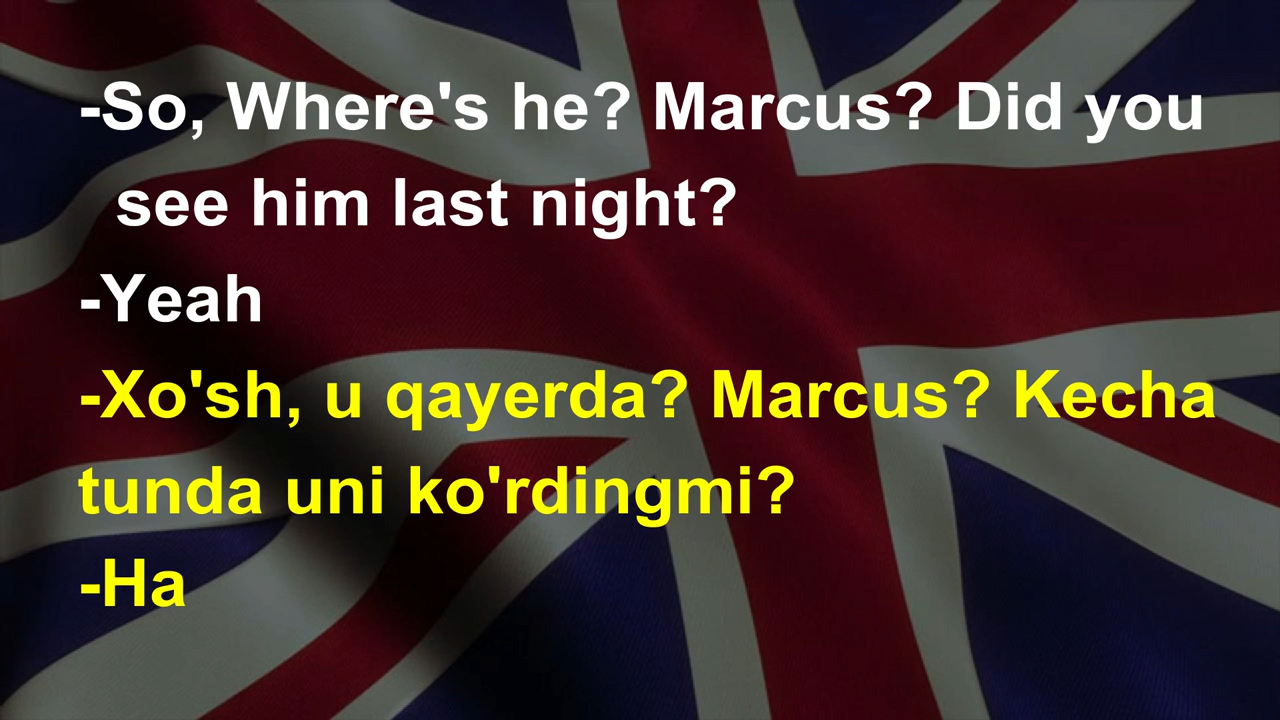 -So, Where's he? Marcus? Did you
see him last night?
-Yeah
-Xo'sh, u qayerda? Marcus? Kecha
tunda uni ko'rdingmi?
-Ha